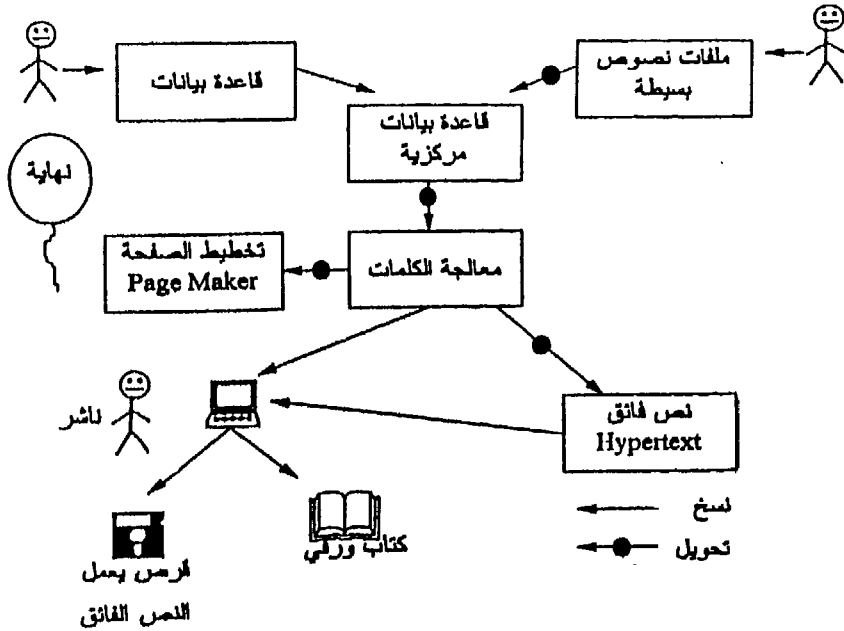 ملفات نصوص
بسيطة
قاعدة بيانات
قاعدة بيانات
مركزية
نهاية
معالجة الكلمات
تخطيط الصفحة
Page Maker
نص فائق
Hypertext
ناشر
نسخ
تحويل
كتاب ورقي
قرص يعمل
النص الفائق